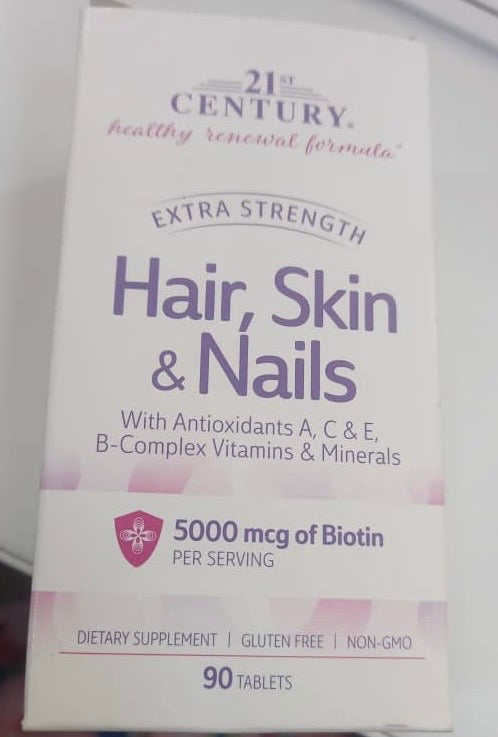 21ST
CENTURY®
healthy renewal formula™
EXTRA STRENGTH
Hair, Skin
& Nails
With Antioxidants A, C & E,
B-Complex Vitamins & Minerals
5000 mcg of Biotin
PER SERVING
DIETARY SUPPLEMENT | GLUTEN FREE | NON-GMO
90 TABLETS